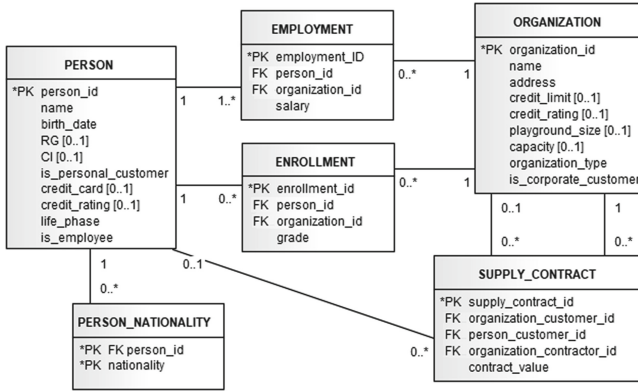 PERSON
*PK person_id
name
birth_date
RG [0..1]
CI [0..1]
is_personal_customer
credit_card [0..1]
credit_rating [0..1]
life_phase
is_employee
EMPLOYMENT
*PK employment_ID
FK person_id
FK organization_id
salary
ORGANIZATION
*PK organization_id
name
address
credit_limit [0..1]
credit_rating [0..1]
playground_size [0..1]
capacity [0..1]
organization_type
is_corporate_customer
1
1..*
0..*
1
ENROLLMENT
*PK enrollment_id
FK person_id
FK organization_id
grade
1
0..*
0..*
1
0..1
0..*
1
0..*
1
0..*
0..1
0..*
PERSON_NATIONALITY
*PK FK person_id
*PK nationality
SUPPLY_CONTRACT
*PK supply_contract_id
FK organization_customer_id
FK person_customer_id
FK organization_contractor_id
contract_value